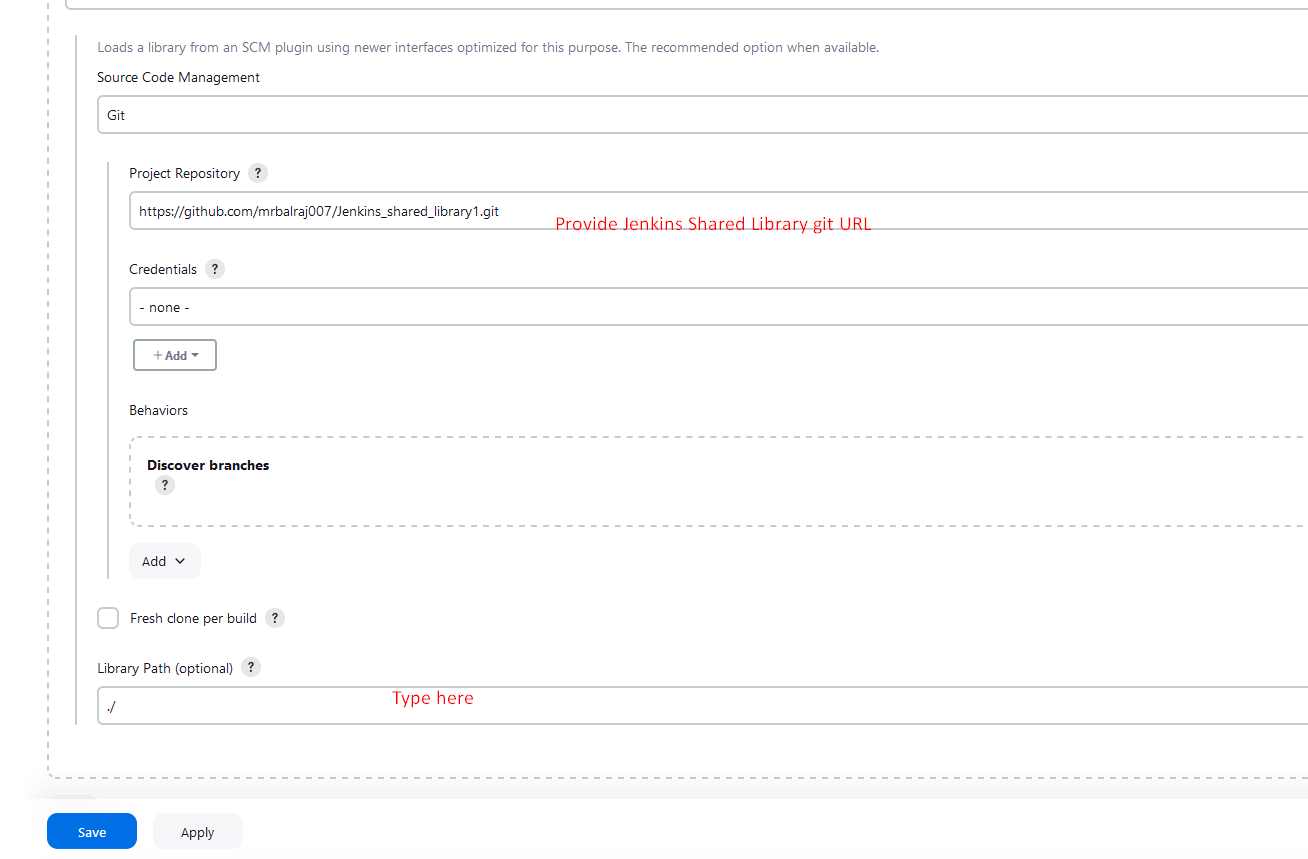 Loads a library from an SCM plugin using newer interfaces optimized for this purpose. The recommended option when available.
Source Code Management
Git
Project Repository ?
https://github.com/mrbalraj007/Jenkins_shared_library1.git
Provide Jenkins Shared Library git URL
Credentials ?
- none -
+ Add
Behaviors
Discover branches
?
Add
Fresh clone per build ?
Library Path (optional) ?
./
Type here
Save Apply